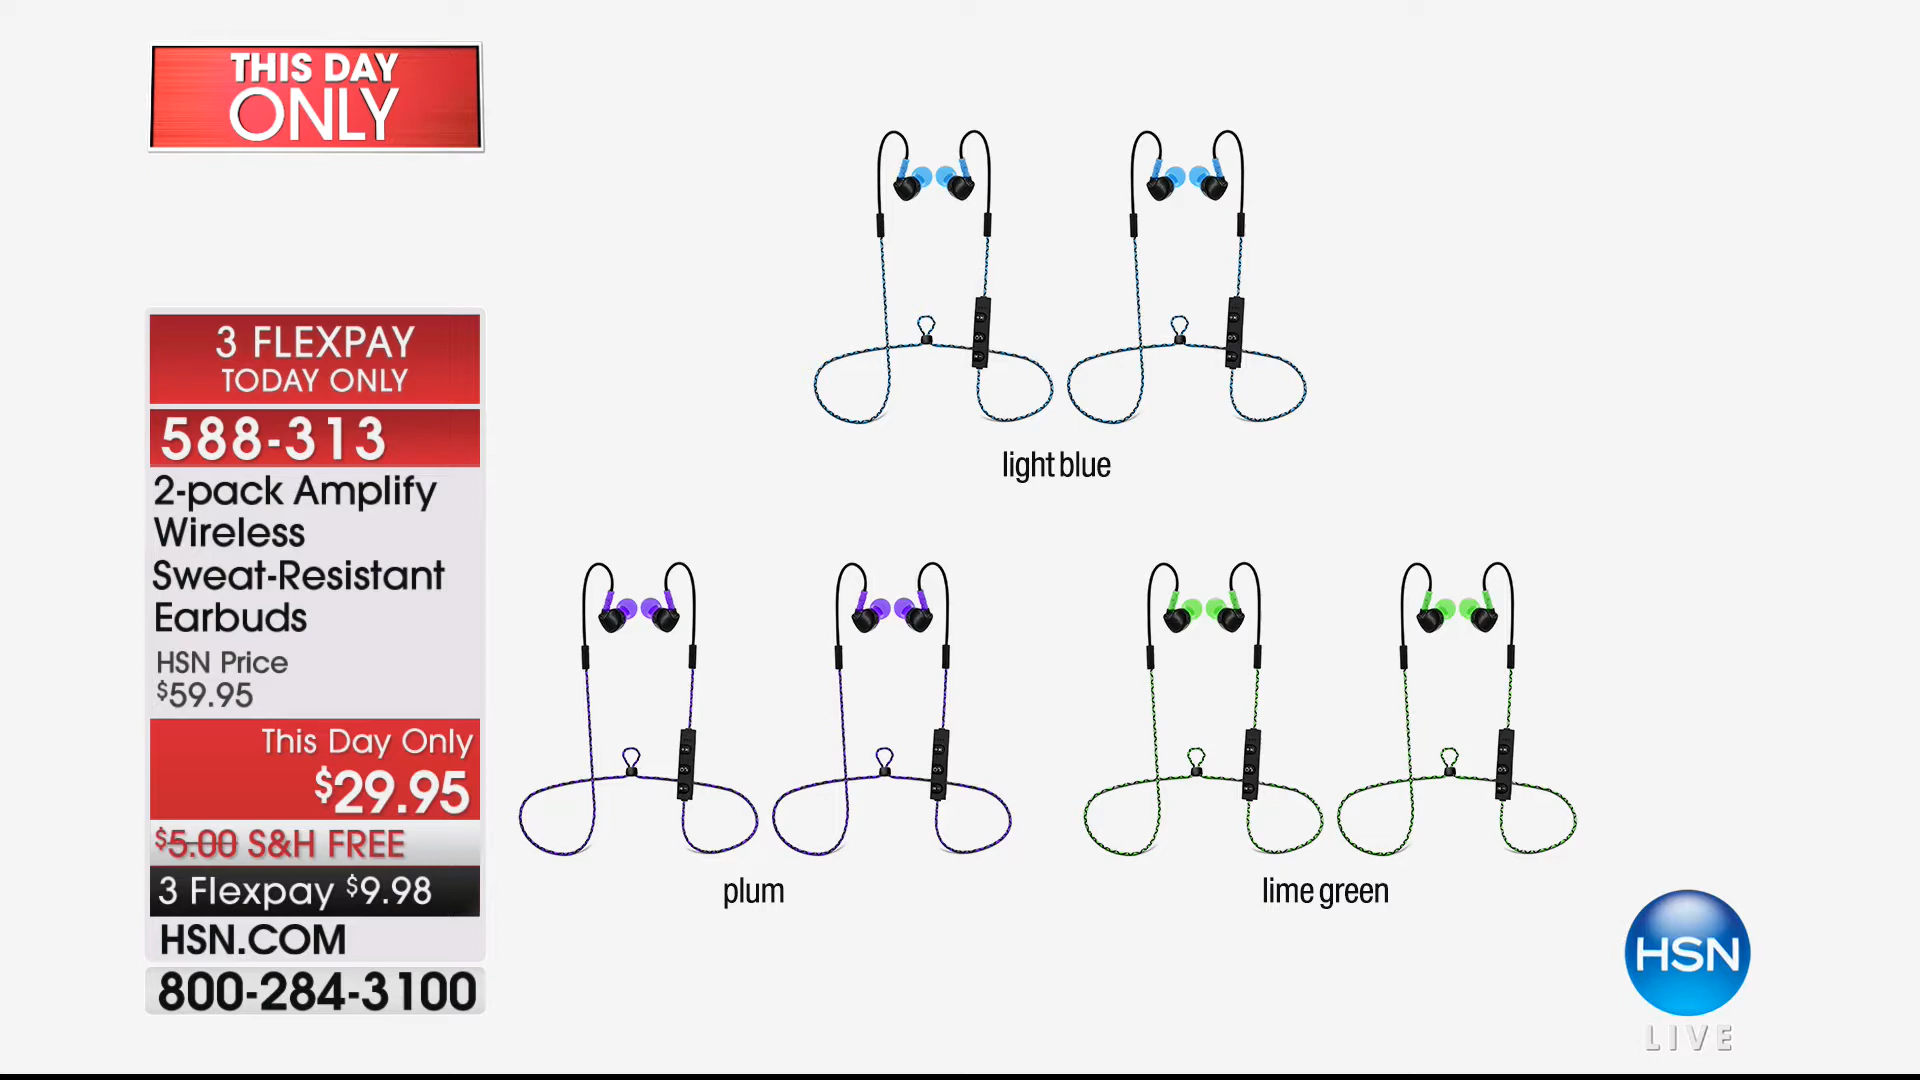 THIS DAY
ONLY
3 FLEXPAY
TODAY ONLY
588-313
2-pack Amplify
Wireless
Sweat-Resistant
Earbuds
HSN Price
$59.95
This Day Only
$29.95
$5.00 S&H FREE
3 Flexpay $9.98
HSN.COM
800-284-3100
light blue
plum
lime green
HSN
LIVE